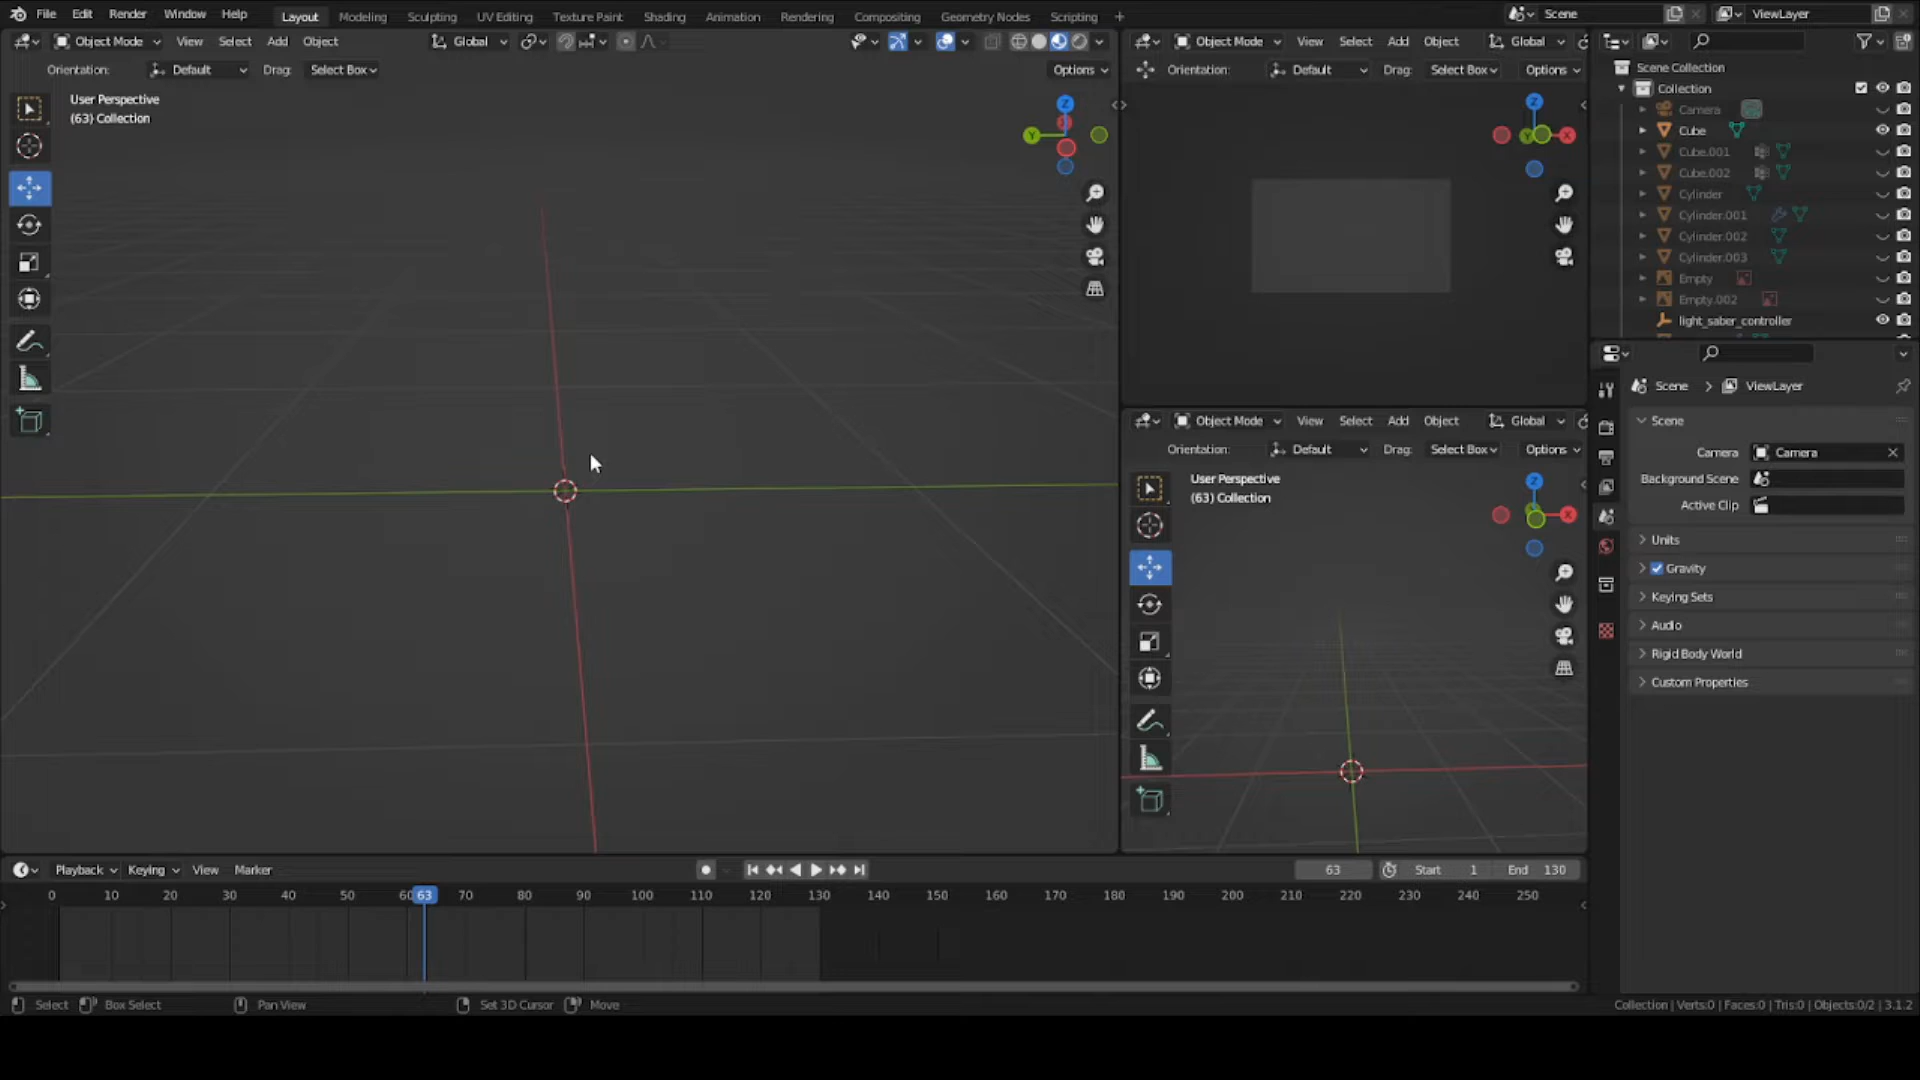 File Edit Render Window Help Layout Modeling Sculpting UV Editing Texture Paint Shading Animation Rendering Compositing Geometry Nodes Scripting + Scene ViewLayer
Object Mode View Select Add Object Global
Orientation: Default Drag: Select Box Options
User Perspective
(63) Collection
Z
Y
Object Mode View Select Add Object Global
Orientation: Default Drag: Select Box Options
Z
Y
X
Object Mode View Select Add Object Global
Orientation: Default Drag: Select Box Options
User Perspective
(63) Collection
Z
X
Scene Collection
Collection
Camera
Cube
Cube.001
Cube.002
Cylinder
Cylinder.001
Cylinder.002
Cylinder.003
Empty
Empty.002
light_saber_controller
Scene > ViewLayer
Scene
Camera Camera
Background Scene
Active Clip
Units
Gravity
Keying Sets
Audio
Rigid Body World
Custom Properties
Playback Keying View Marker 63 Start 1 End 130
0 10 20 30 40 50 60 63 70 80 90 100 110 120 130 140 150 160 170 180 190 200 210 220 230 240 250
Select Box Select Pan View Set 3D Cursor Move Collection | Verts:0 | Faces:0 | Tris:0 | Objects:0/2 | 3.1.2